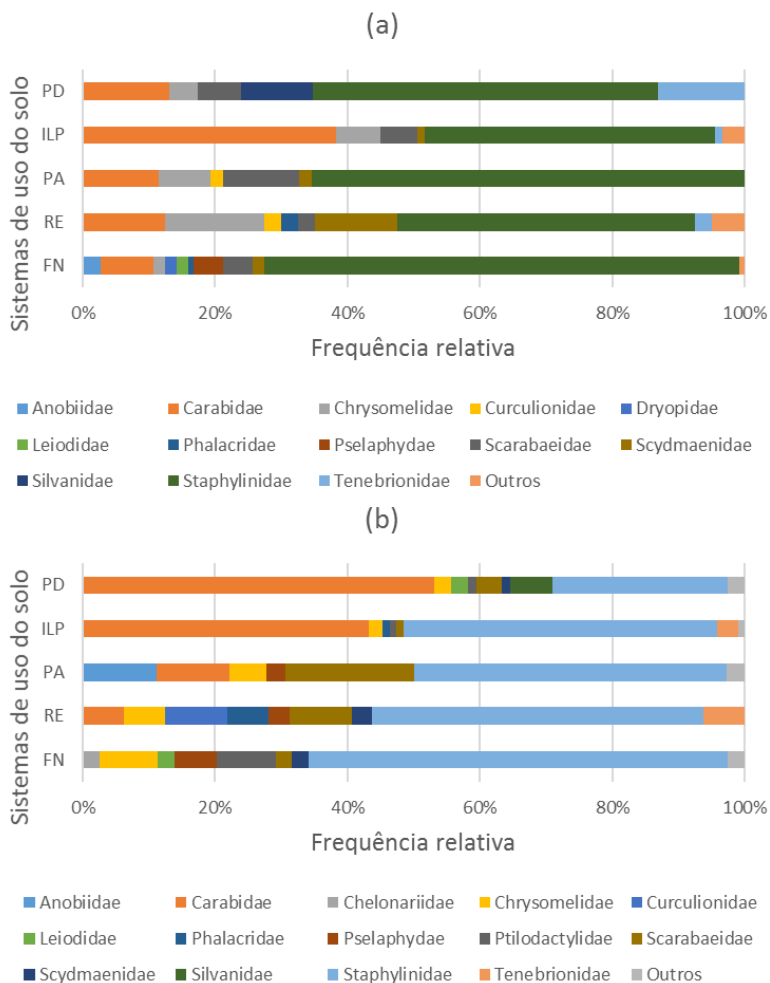 (a)
Sistemas de uso do solo
PD
ILP
PA
RE
FN
0% 20% 40% 60% 80% 100%
Frequência relativa
Anobiidae Carabidae Chrysomelidae Curculionidae Dryopidae
Leiodidae Phalacridae Pselaphydae Scarabaeidae Scydmaenidae
Silvanidae Staphylinidae Tenebrionidae Outros
(b)
Sistemas de uso do solo
PD
ILP
PA
RE
FN
0% 20% 40% 60% 80% 100%
Frequência relativa
Anobiidae Carabidae Chelonariidae Chrysomelidae Curculionidae
Leiodidae Phalacridae Pselaphydae Ptilodactylidae Scarabaeidae
Scydmaenidae Silvanidae Staphylinidae Tenebrionidae Outros